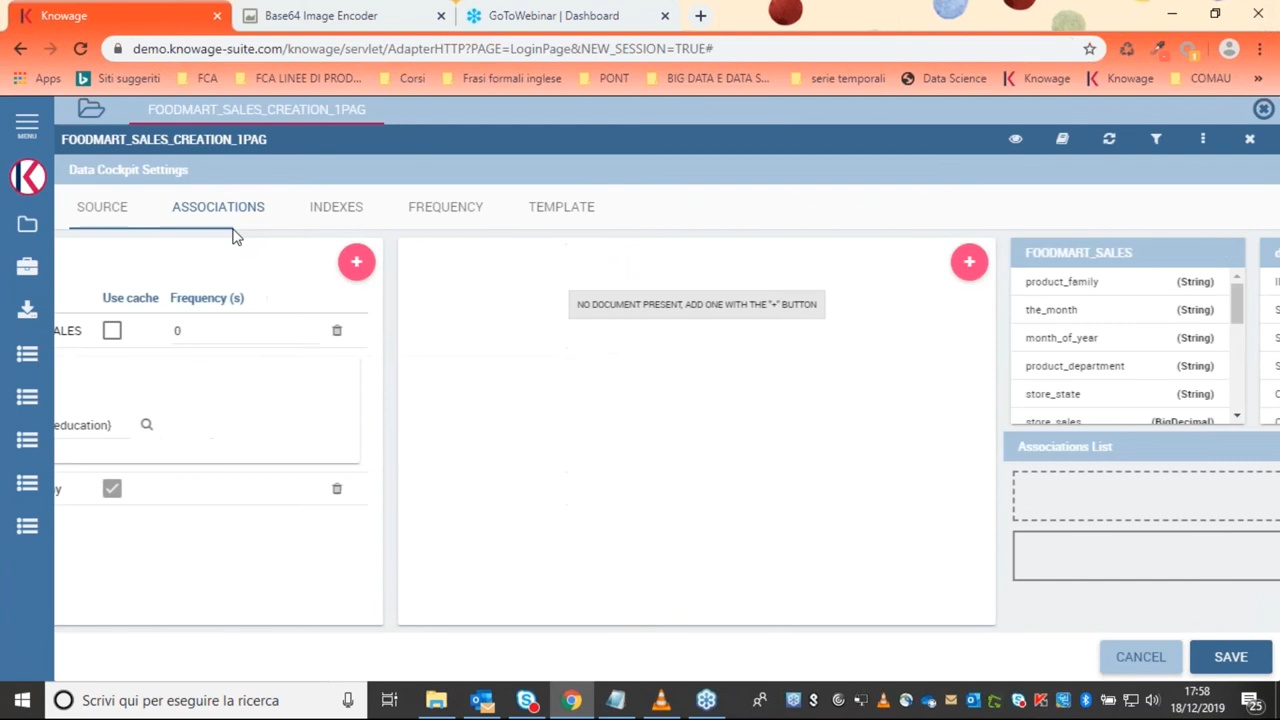 Knowage
Base64 Image Encoder
GoToWebinar | Dashboard
demo.knowage-suite.com/knowage/servlet/AdapterHTTP?PAGE=LoginPage&NEW_SESSION=TRUE#
Apps
Siti suggeriti
FCA
FCA LINEE DI PROD...
Corsi
Frasi formali inglese
PONT
BIG DATA E DATA S...
serie temporali
Data Science
Knowage
Knowage
COMAU
»
MENU
FOODMART_SALES_CREATION_1PAG
FOODMART_SALES_CREATION_1PAG
Data Cockpit Settings
SOURCE
ASSOCIATIONS
INDEXES
FREQUENCY
TEMPLATE
Use cache
Frequency (s)
ALES
0
education}
y
NO DOCUMENT PRESENT, ADD ONE WITH THE "+" BUTTON
FOODMART_SALES
product_family (String)
the_month (String)
month_of_year (String)
product_department (String)
store_state (String)
store_sales (BigDecimal)
Associations List
CANCEL
SAVE
Scrivi qui per eseguire la ricerca
17:58
18/12/2019
25